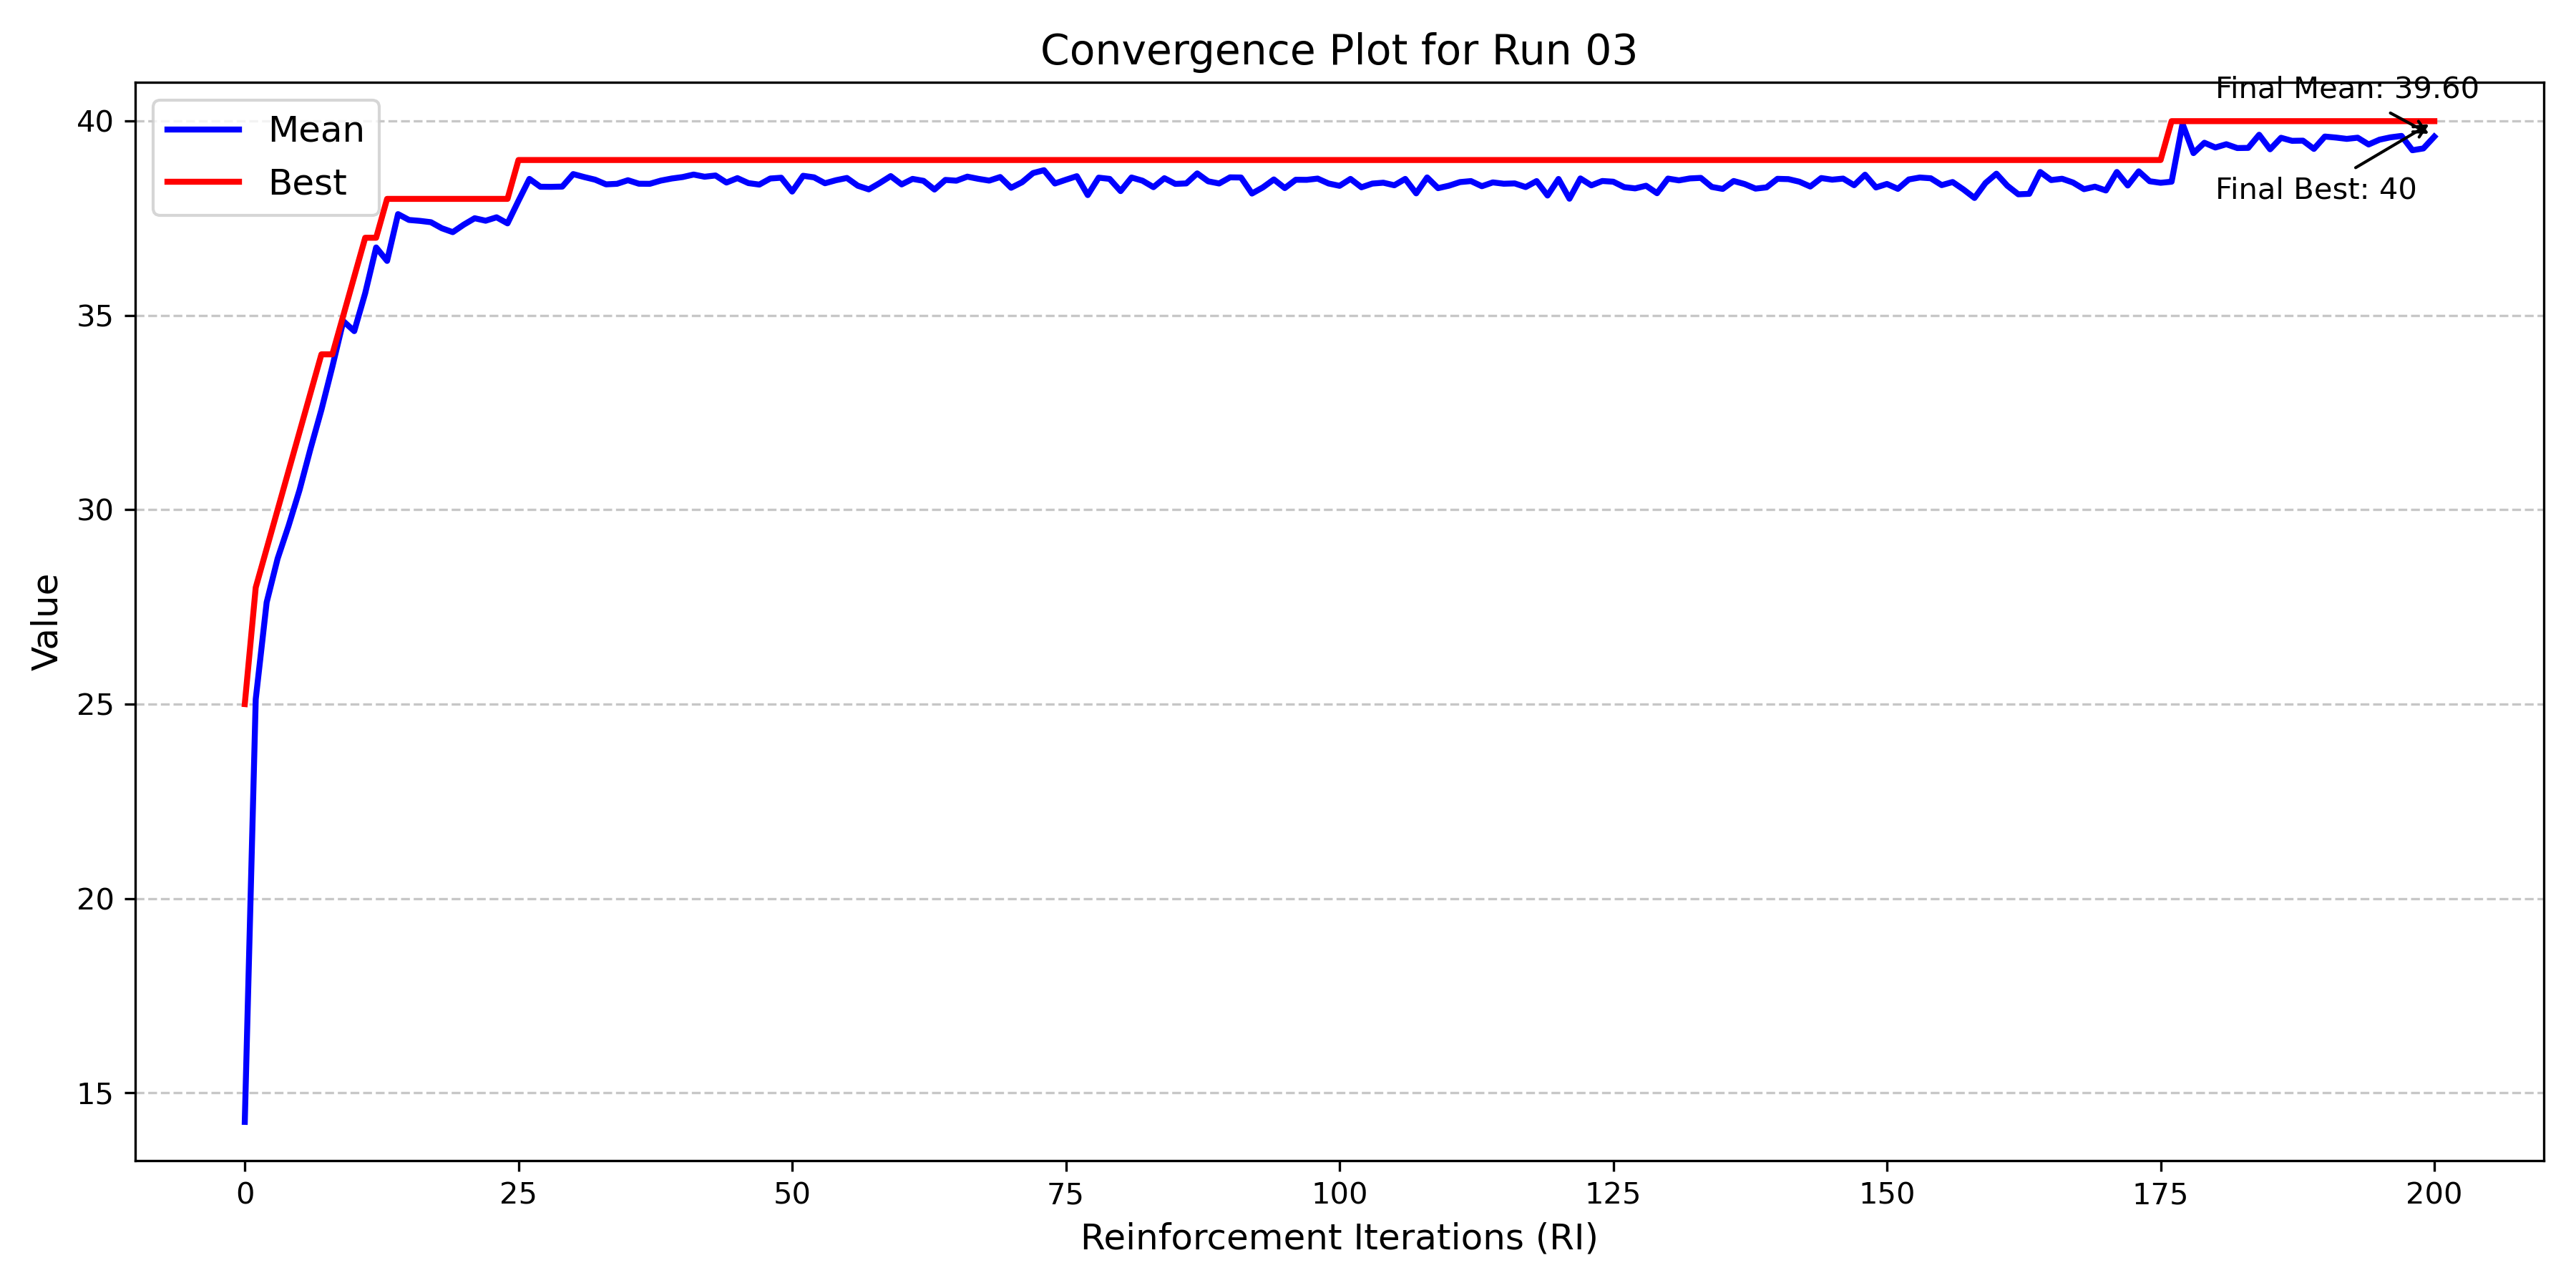 Convergence Plot for Run 03
Final Mean: 39.60
Mean
Best
Final Best: 40
40
35
30
25
20
15
Value
0 25 50 75 100 125 150 175 200
Reinforcement Iterations (RI)